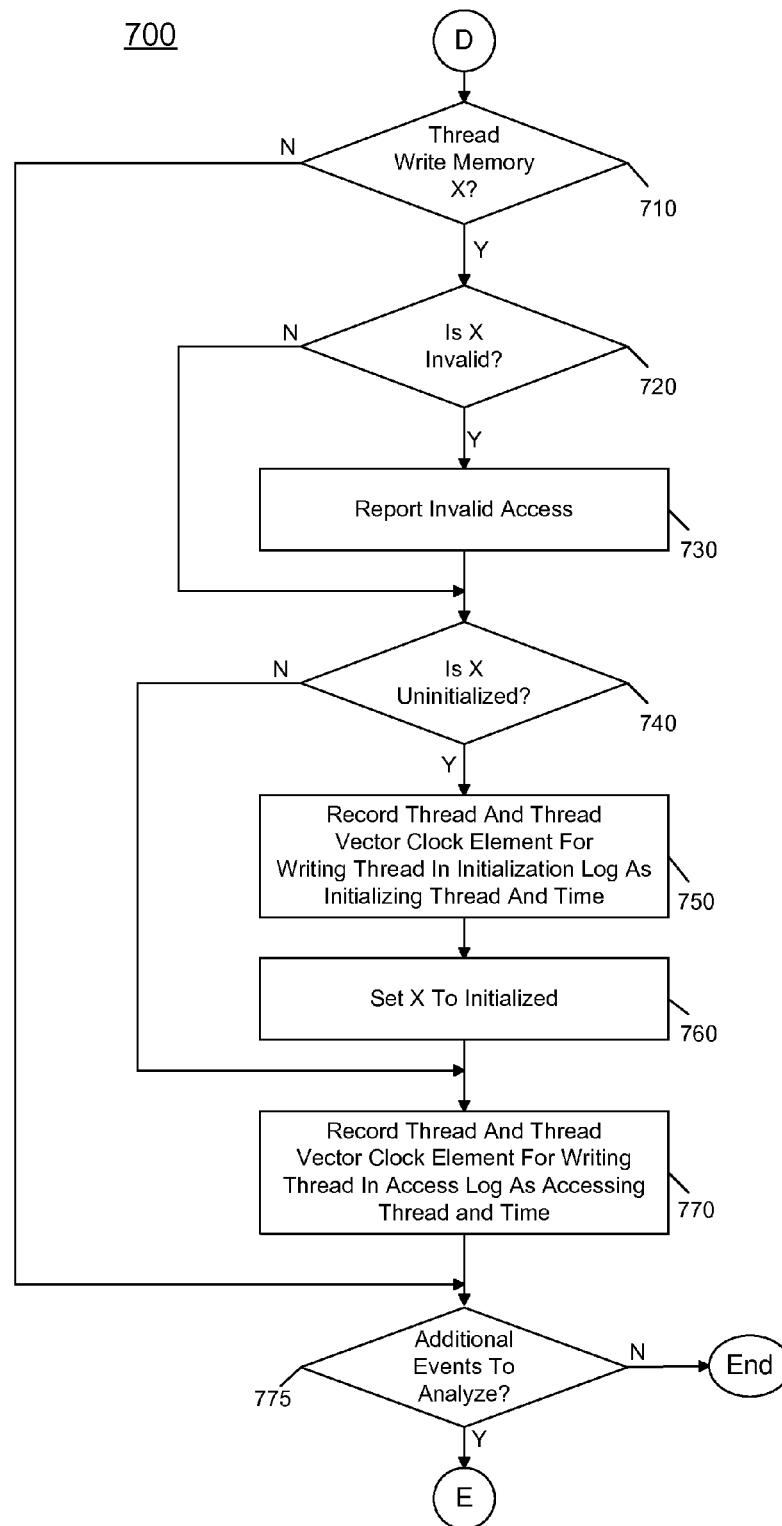 700
D
Thread
Write Memory
X?
N
710
Y
Is X
Invalid?
N
720
Y
Report Invalid Access
730
Is X
Uninitialized?
N
740
Y
Record Thread And Thread
Vector Clock Element For
Writing Thread In Initialization Log As
Initializing Thread And Time
750
Set X To Initialized
760
Record Thread And Thread
Vector Clock Element For Writing
Thread In Access Log As Accessing
Thread and Time
770
Additional
Events To
Analyze?
N
End
775
Y
E